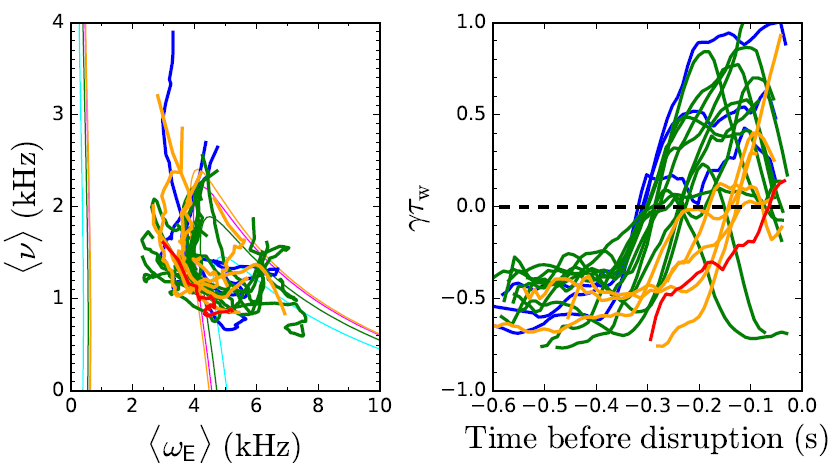 4
3
2
1
0
⟨ν⟩ (kHz)
0 2 4 6 8 10
⟨ω_E⟩ (kHz)
1.0
0.5
0.0
−0.5
−1.0
γτ_w
−0.6 −0.5 −0.4 −0.3 −0.2 −0.1 0.0
Time before disruption (s)